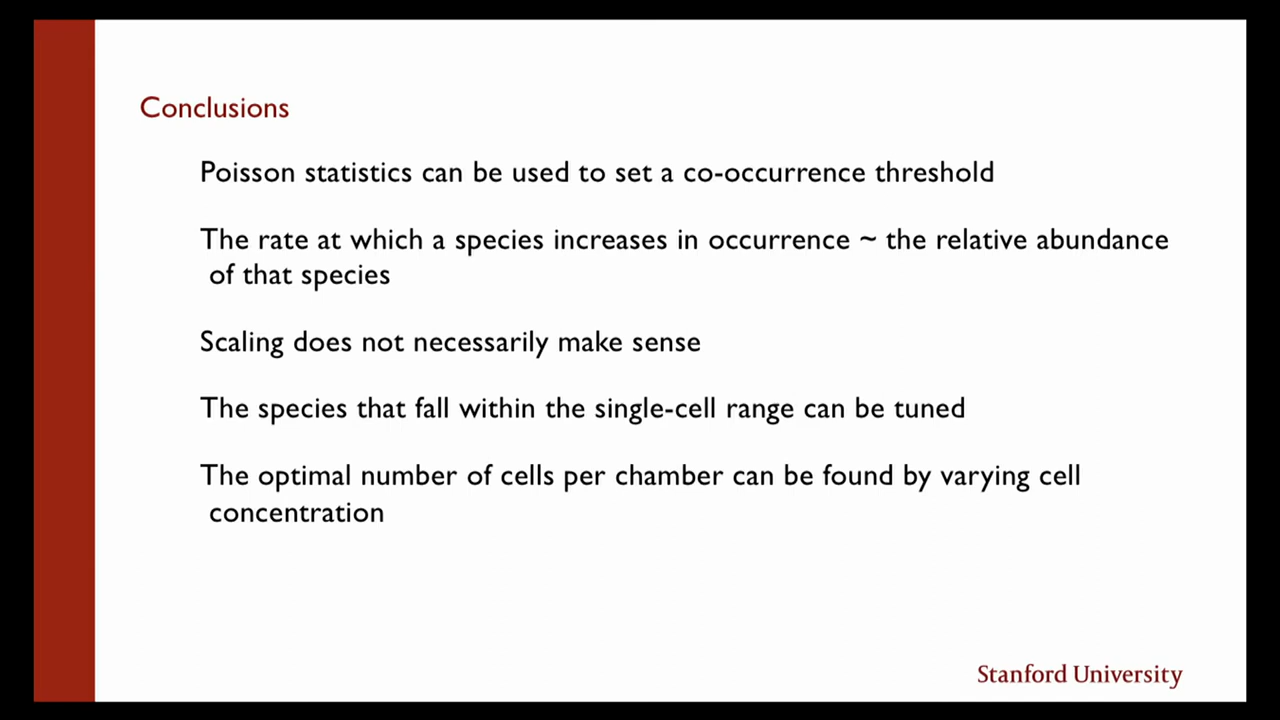 Conclusions
Poisson statistics can be used to set a co-occurrence threshold
The rate at which a species increases in occurrence ~ the relative abundance
of that species
Scaling does not necessarily make sense
The species that fall within the single-cell range can be tuned
The optimal number of cells per chamber can be found by varying cell
concentration
Stanford University